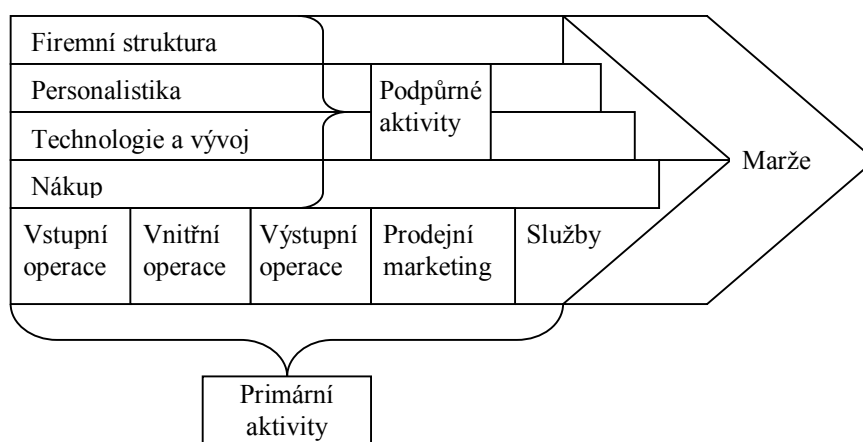 Firemní struktura
Personalistika
Podpůrné
aktivity
Technologie a vývoj
Marže
Nákup
Vstupní
operace
Vnitřní
operace
Výstupní
operace
Prodejní
marketing
Služby
Primární
aktivity